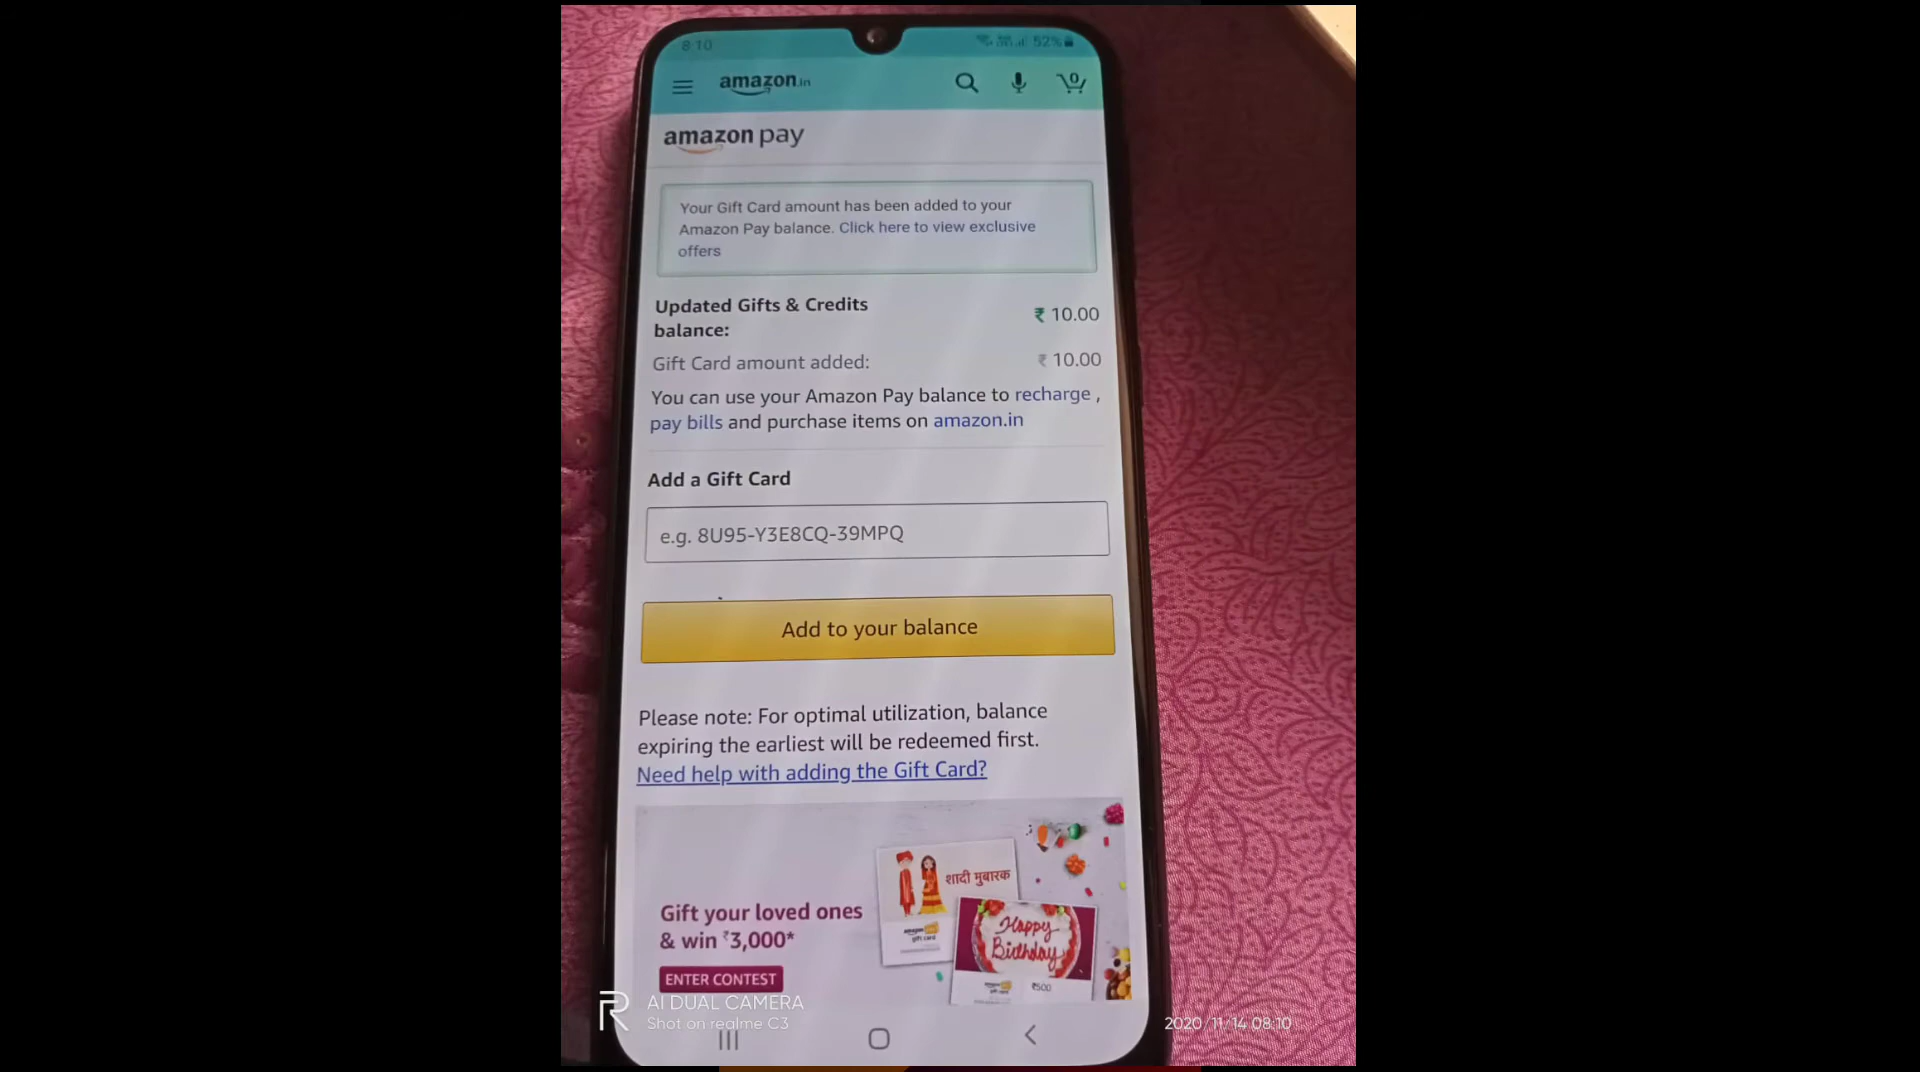 8:10
52%
amazon.in
0
amazon pay
Your Gift Card amount has been added to your
Amazon Pay balance. Click here to view exclusive
offers
Updated Gifts & Credits
balance:
₹ 10.00
Gift Card amount added:
₹ 10.00
You can use your Amazon Pay balance to recharge ,
pay bills and purchase items on amazon.in
Add a Gift Card
e.g. 8U95-Y3E8CQ-39MPQ
Add to your balance
Please note: For optimal utilization, balance
expiring the earliest will be redeemed first.
Need help with adding the Gift Card?
शादी मुबारक
Gift your loved ones
& win ₹3,000*
Happy
Birthday
₹500
ENTER CONTEST
AI DUAL CAMERA
Shot on realme C3
2020/11/14 08:10